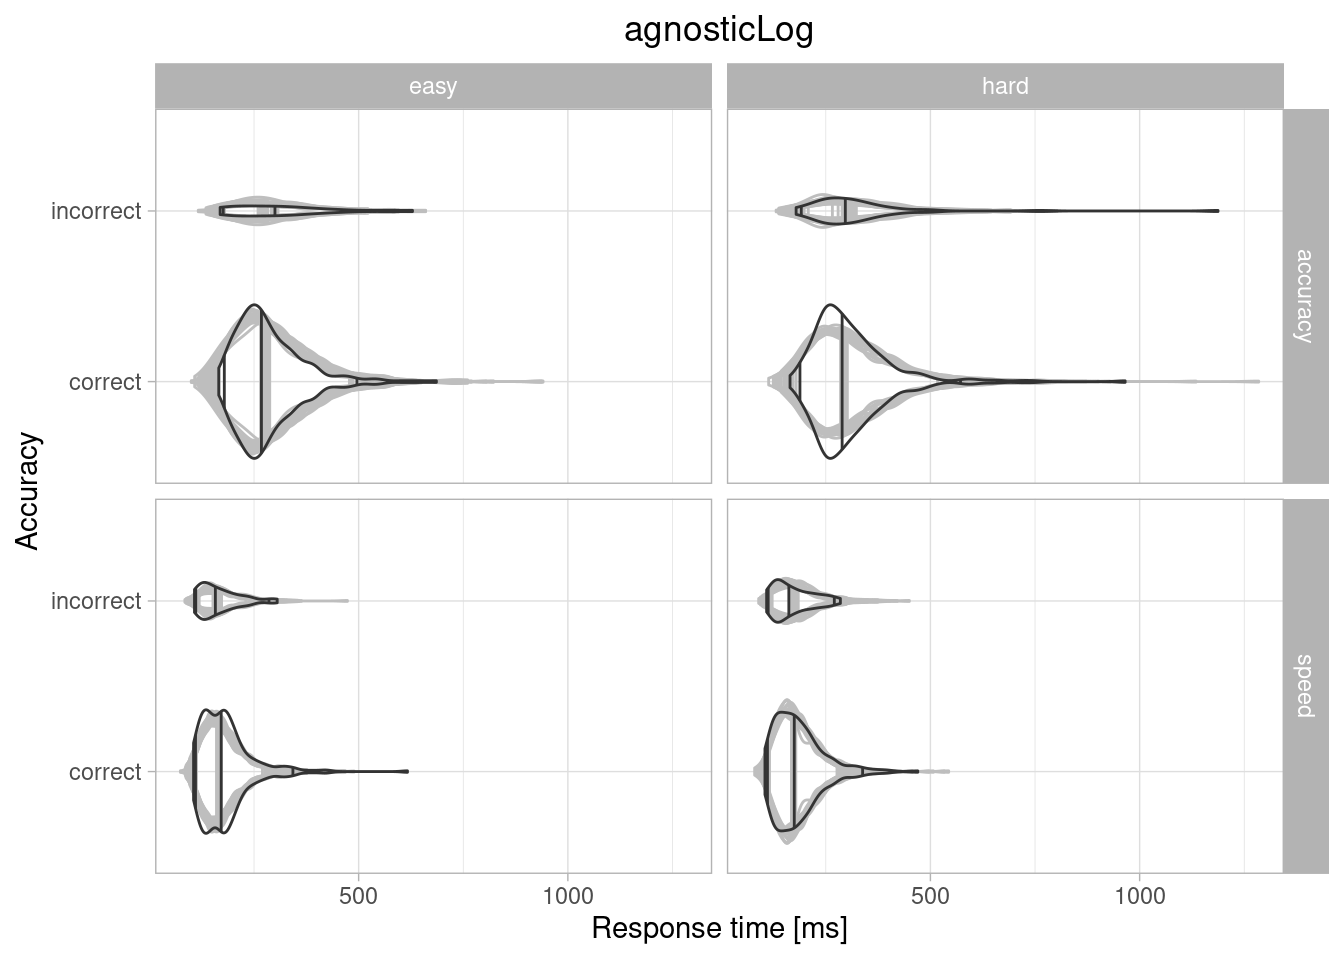 agnosticLog
easy
hard
incorrect
correct
accuracy
incorrect
correct
speed
Accuracy
500
1000
500
1000
Response time [ms]